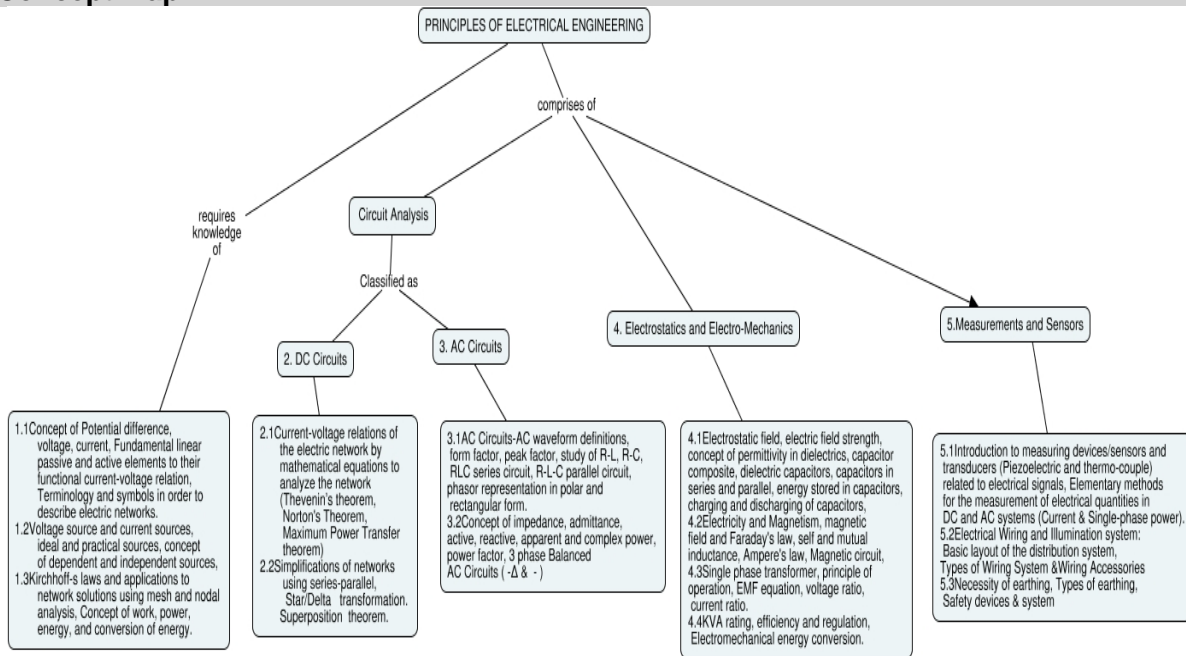 PRINCIPLES OF ELECTRICAL ENGINEERING
comprises of
requires
knowledge
of
Circuit Analysis
Classified as
2. DC Circuits
3. AC Circuits
4. Electrostatics and Electro-Mechanics
5.Measurements and Sensors
1.1Concept of Potential difference,
voltage, current, Fundamental linear
passive and active elements to their
functional current-voltage relation,
Terminology and symbols in order to
describe electric networks.
1.2Voltage source and current sources,
ideal and practical sources, concept
of dependent and independent sources,
1.3Kirchhoff-s laws and applications to
network solutions using mesh and nodal
analysis, Concept of work, power,
energy, and conversion of energy.
2.1Current-voltage relations of
the electric network by
mathematical equations to
analyze the network
(Thevenin's theorem,
Norton's Theorem,
Maximum Power Transfer
theorem)
2.2Simplifications of networks
using series-parallel,
Star/Delta transformation.
Superposition theorem.
3.1AC Circuits-AC waveform definitions,
form factor, peak factor, study of R-L, R-C,
RLC series circuit, R-L-C parallel circuit,
phasor representation in polar and
rectangular form.
3.2Concept of impedance, admittance,
active, reactive, apparent and complex power,
power factor, 3 phase Balanced
AC Circuits ( -Δ & - )
4.1Electrostatic field, electric field strength,
concept of permittivity in dielectrics, capacitor
composite, dielectric capacitors, capacitors in
series and parallel, energy stored in capacitors,
charging and discharging of capacitors,
4.2Electricity and Magnetism, magnetic
field and Faraday's law, self and mutual
inductance, Ampere's law, Magnetic circuit,
4.3Single phase transformer, principle of
operation, EMF equation, voltage ratio,
current ratio.
4.4KVA rating, efficiency and regulation,
Electromechanical energy conversion.
5.1Introduction to measuring devices/sensors and
transducers (Piezoelectric and thermo-couple)
related to electrical signals, Elementary methods
for the measurement of electrical quantities in
DC and AC systems (Current & Single-phase power).
5.2Electrical Wiring and Illumination system:
Basic layout of the distribution system,
Types of Wiring System &Wiring Accessories
5.3Necessity of earthing, Types of earthing,
Safety devices & system